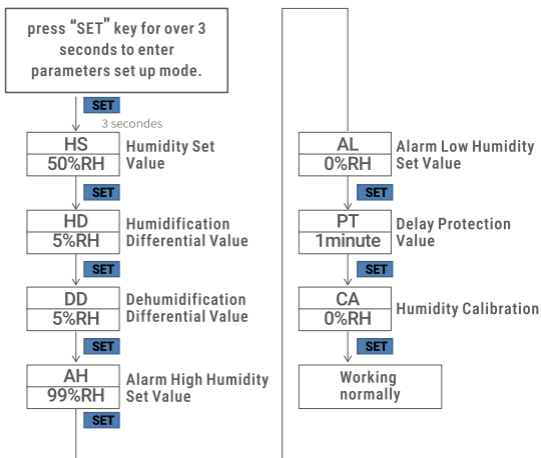 press “SET” key for over 3
seconds to enter
parameters set up mode.
SET
3 secondes
HS
50%RH
Humidity Set
Value
SET
HD
5%RH
Humidification
Differential Value
SET
DD
5%RH
Dehumidification
Differential Value
SET
AH
99%RH
Alarm High Humidity
Set Value
SET
AL
0%RH
Alarm Low Humidity
Set Value
SET
PT
1minute
Delay Protection
Value
SET
CA
0%RH
Humidity Calibration
SET
Working
normally